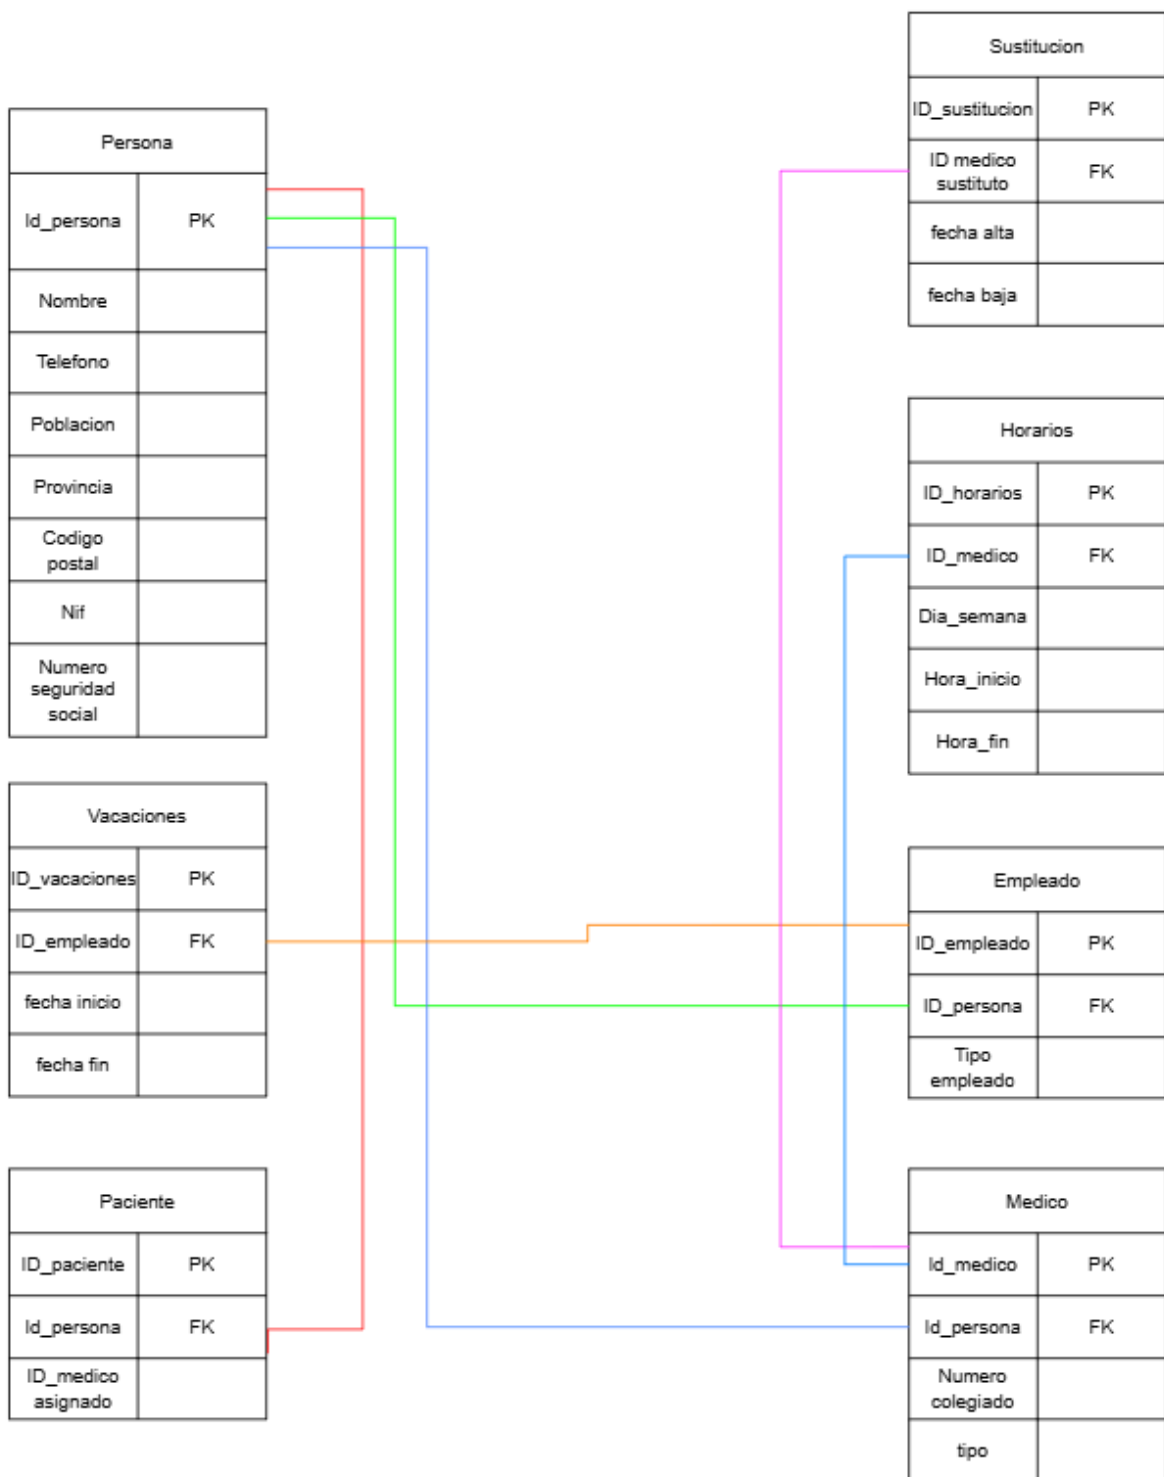 Persona
Id_persona PK
Nombre
Telefono
Poblacion
Provincia
Codigo
postal
Nif
Numero
seguridad
social
Vacaciones
ID_vacaciones PK
ID_empleado FK
fecha inicio
fecha fin
Paciente
ID_paciente PK
Id_persona FK
ID_medico
asignado
Sustitucion
ID_sustitucion PK
ID medico
sustituto FK
fecha alta
fecha baja
Horarios
ID_horarios PK
ID_medico FK
Dia_semana
Hora_inicio
Hora_fin
Empleado
ID_empleado PK
ID_persona FK
Tipo
empleado
Medico
Id_medico PK
Id_persona FK
Numero
colegiado
tipo